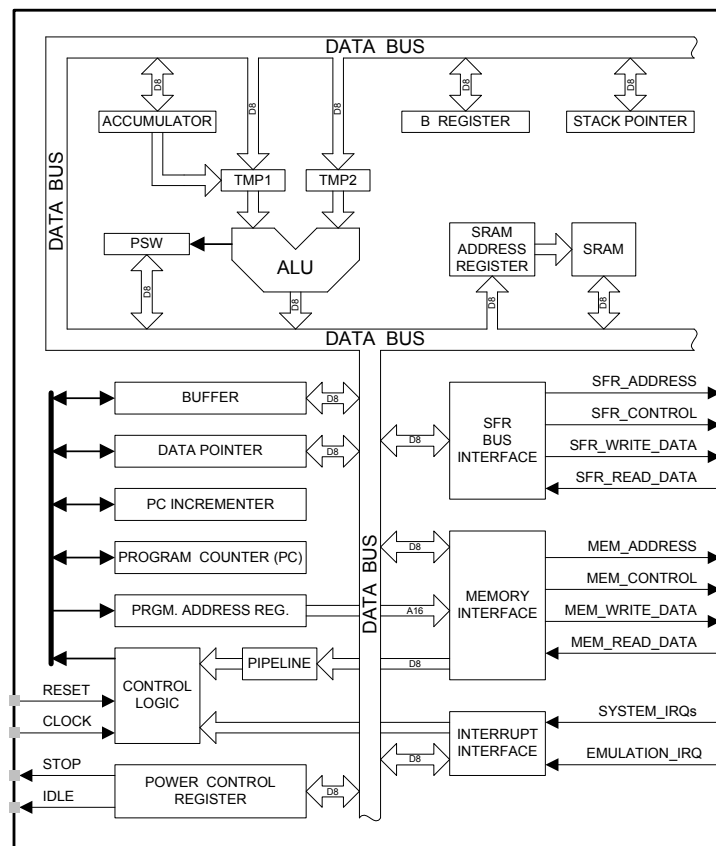 DATA BUS
D8
D8
D8
D8
D8
ACCUMULATOR
B REGISTER
STACK POINTER
DATA BUS
TMP1
TMP2
PSW
ALU
SRAM
ADDRESS
REGISTER
SRAM
D8
D8
D8
D8
DATA BUS
BUFFER
D8
SFR_ADDRESS
SFR
BUS
INTERFACE
SFR_CONTROL
DATA POINTER
D8
D8
SFR_WRITE_DATA
SFR_READ_DATA
PC INCREMENTER
D8
PROGRAM COUNTER (PC)
DATA BUS
MEMORY
INTERFACE
MEM_ADDRESS
MEM_CONTROL
PRGM. ADDRESS REG.
A16
MEM_WRITE_DATA
MEM_READ_DATA
CONTROL
LOGIC
PIPELINE
D8
RESET
CLOCK
INTERRUPT
INTERFACE
SYSTEM_IRQs
EMULATION_IRQ
D8
STOP
IDLE
POWER CONTROL
REGISTER
D8